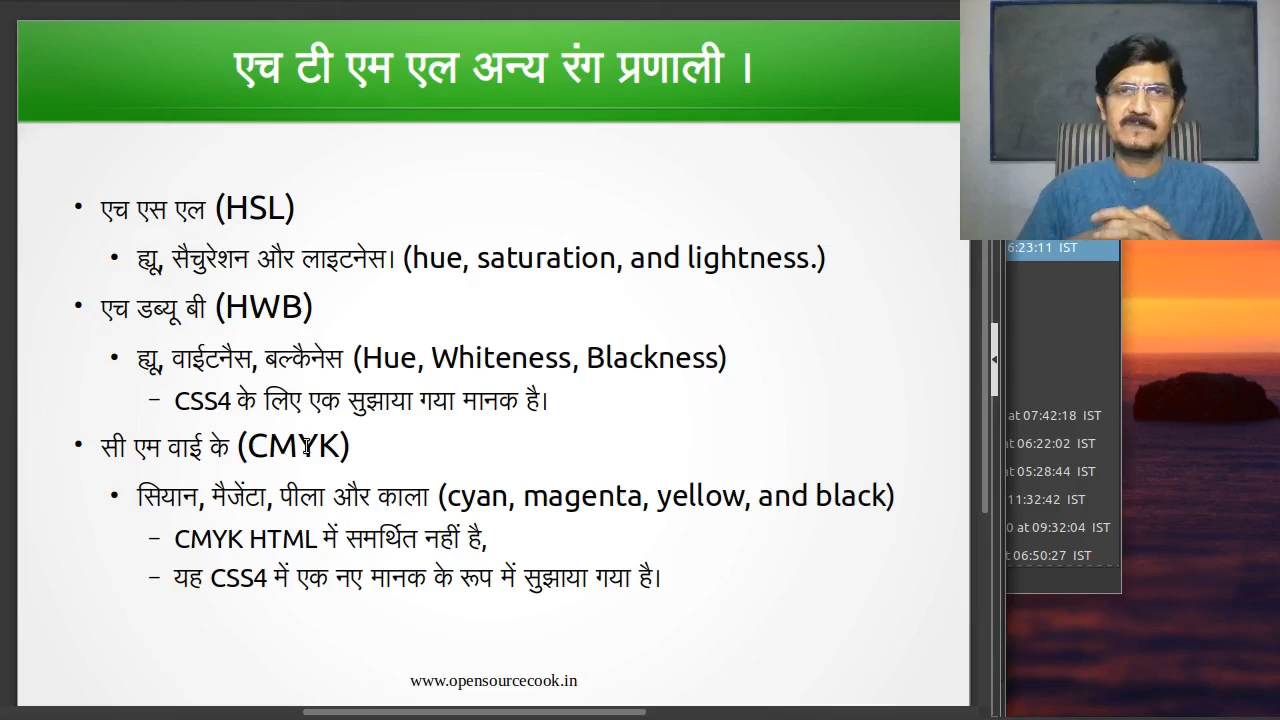 एच टी एम एल अन्य रंग प्रणाली ।
• एच एस एल (HSL)
• ह्यू, सैचुरेशन और लाइटनेस। (hue, saturation, and lightness.)
• एच डब्यू बी (HWB)
• ह्यू, वाईटनैस, बल्कैनेस (Hue, Whiteness, Blackness)
– CSS4 के लिए एक सुझाया गया मानक है।
• सी एम वाई के (CMYK)
• सियान, मैजेंटा, पीला और काला (cyan, magenta, yellow, and black)
– CMYK HTML में समर्थित नहीं है,
– यह CSS4 में एक नए मानक के रूप में सुझाया गया है।
www.opensourcecook.in
6:23:11 IST
at 07:42:18 IST
at 06:22:02 IST
at 05:28:44 IST
11:32:42 IST
0 at 09:32:04 IST
06:50:27 IST